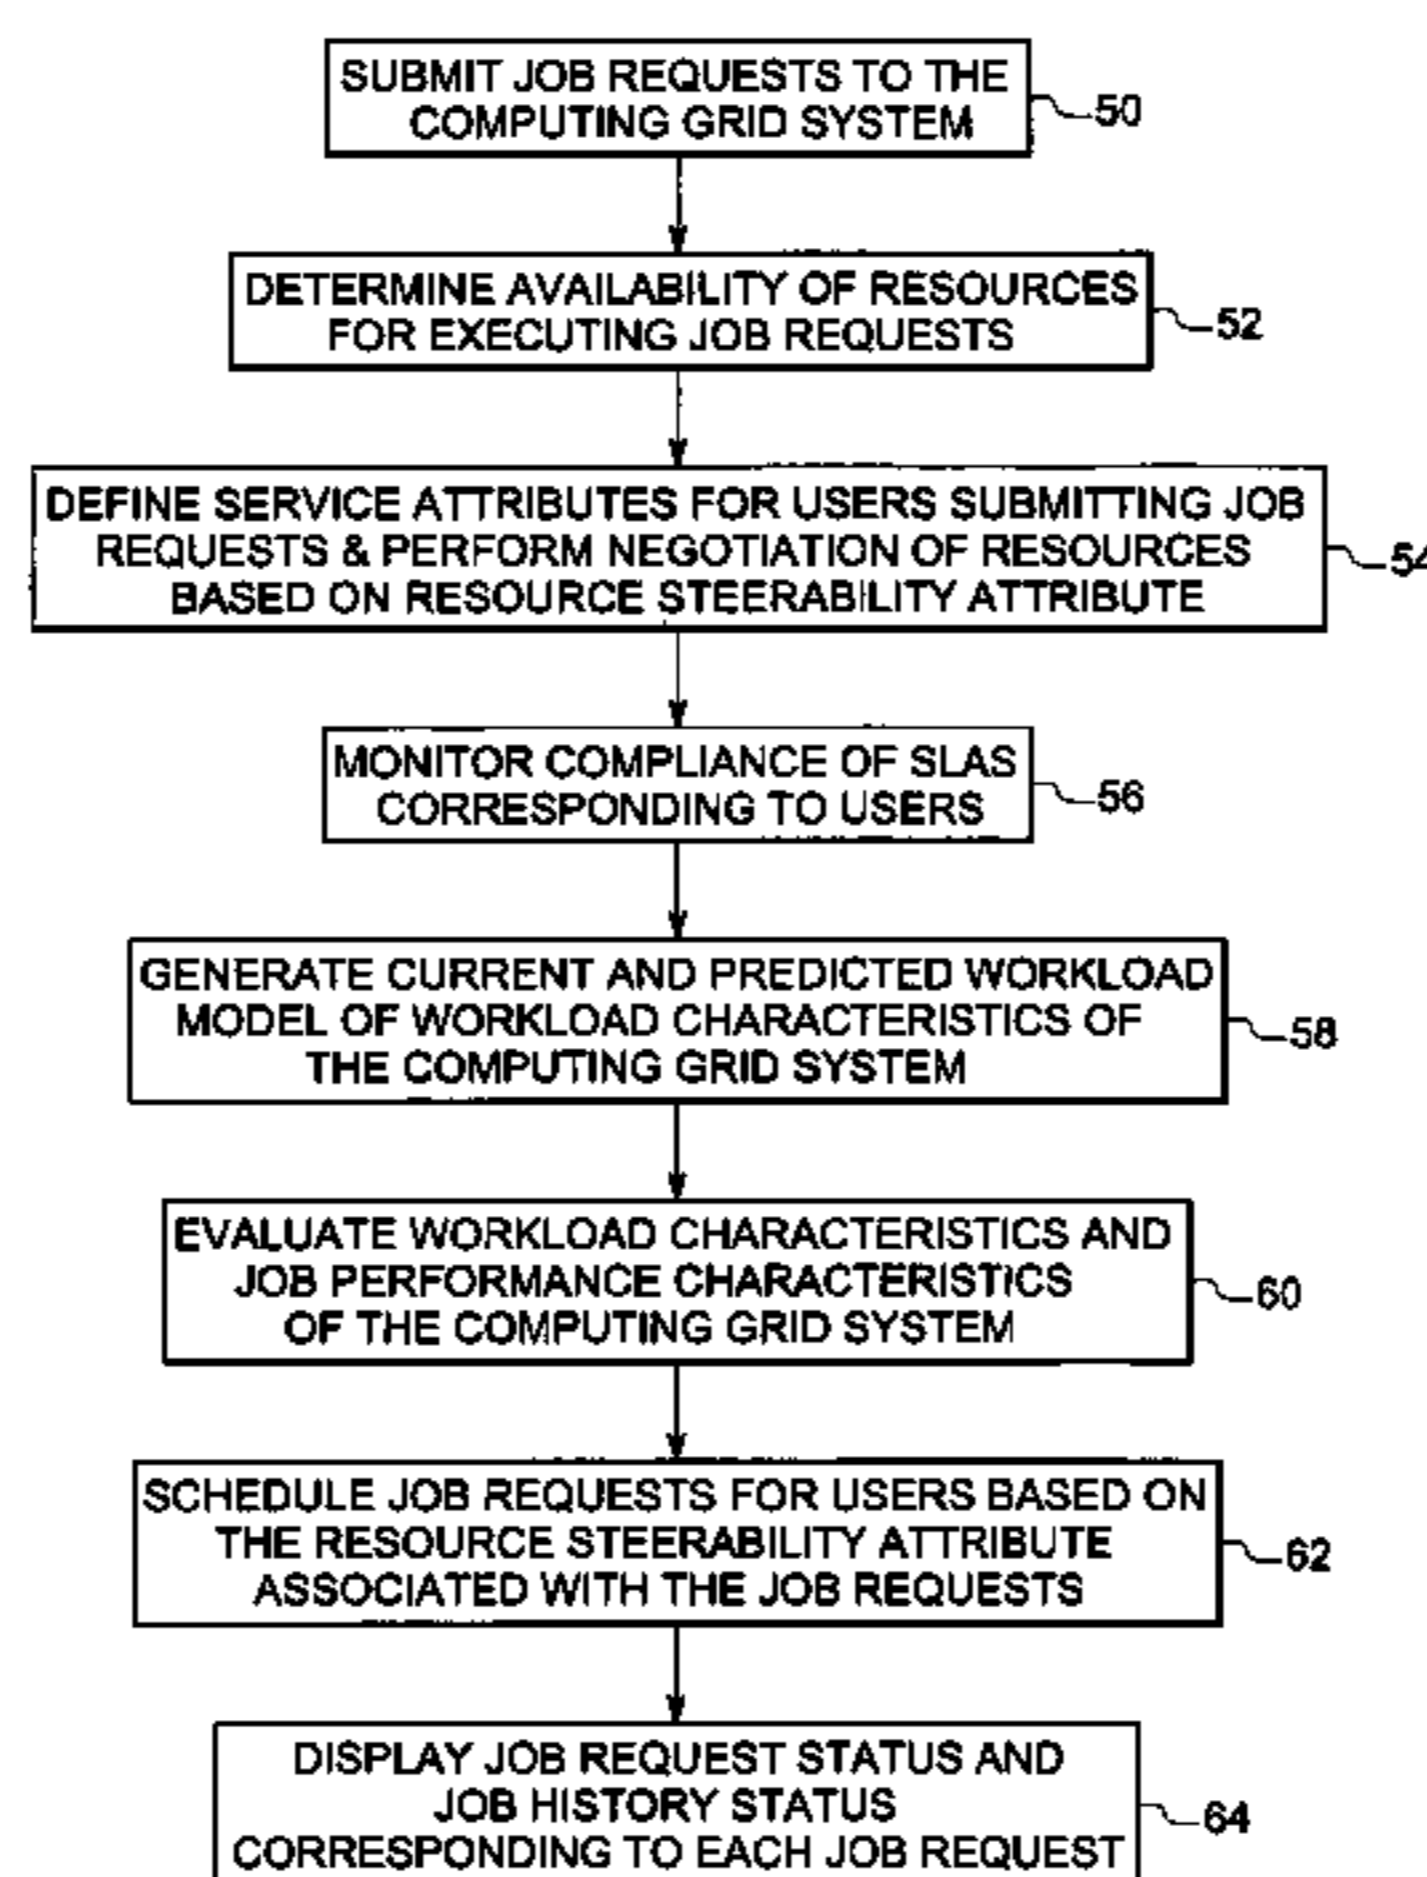 SUBMIT JOB REQUESTS TO THE
COMPUTING GRID SYSTEM
50
DETERMINE AVAILABILITY OF RESOURCES
FOR EXECUTING JOB REQUESTS
52
DEFINE SERVICE ATTRIBUTES FOR USERS SUBMITTING JOB
REQUESTS & PERFORM NEGOTIATION OF RESOURCES
BASED ON RESOURCE STEERABILITY ATTRIBUTE
54
MONITOR COMPLIANCE OF SLAS
CORRESPONDING TO USERS
56
GENERATE CURRENT AND PREDICTED WORKLOAD
MODEL OF WORKLOAD CHARACTERISTICS OF
THE COMPUTING GRID SYSTEM
58
EVALUATE WORKLOAD CHARACTERISTICS AND
JOB PERFORMANCE CHARACTERISTICS
OF THE COMPUTING GRID SYSTEM
60
SCHEDULE JOB REQUESTS FOR USERS BASED ON
THE RESOURCE STEERABILITY ATTRIBUTE
ASSOCIATED WITH THE JOB REQUESTS
62
DISPLAY JOB REQUEST STATUS AND
JOB HISTORY STATUS
CORRESPONDING TO EACH JOB REQUEST
64